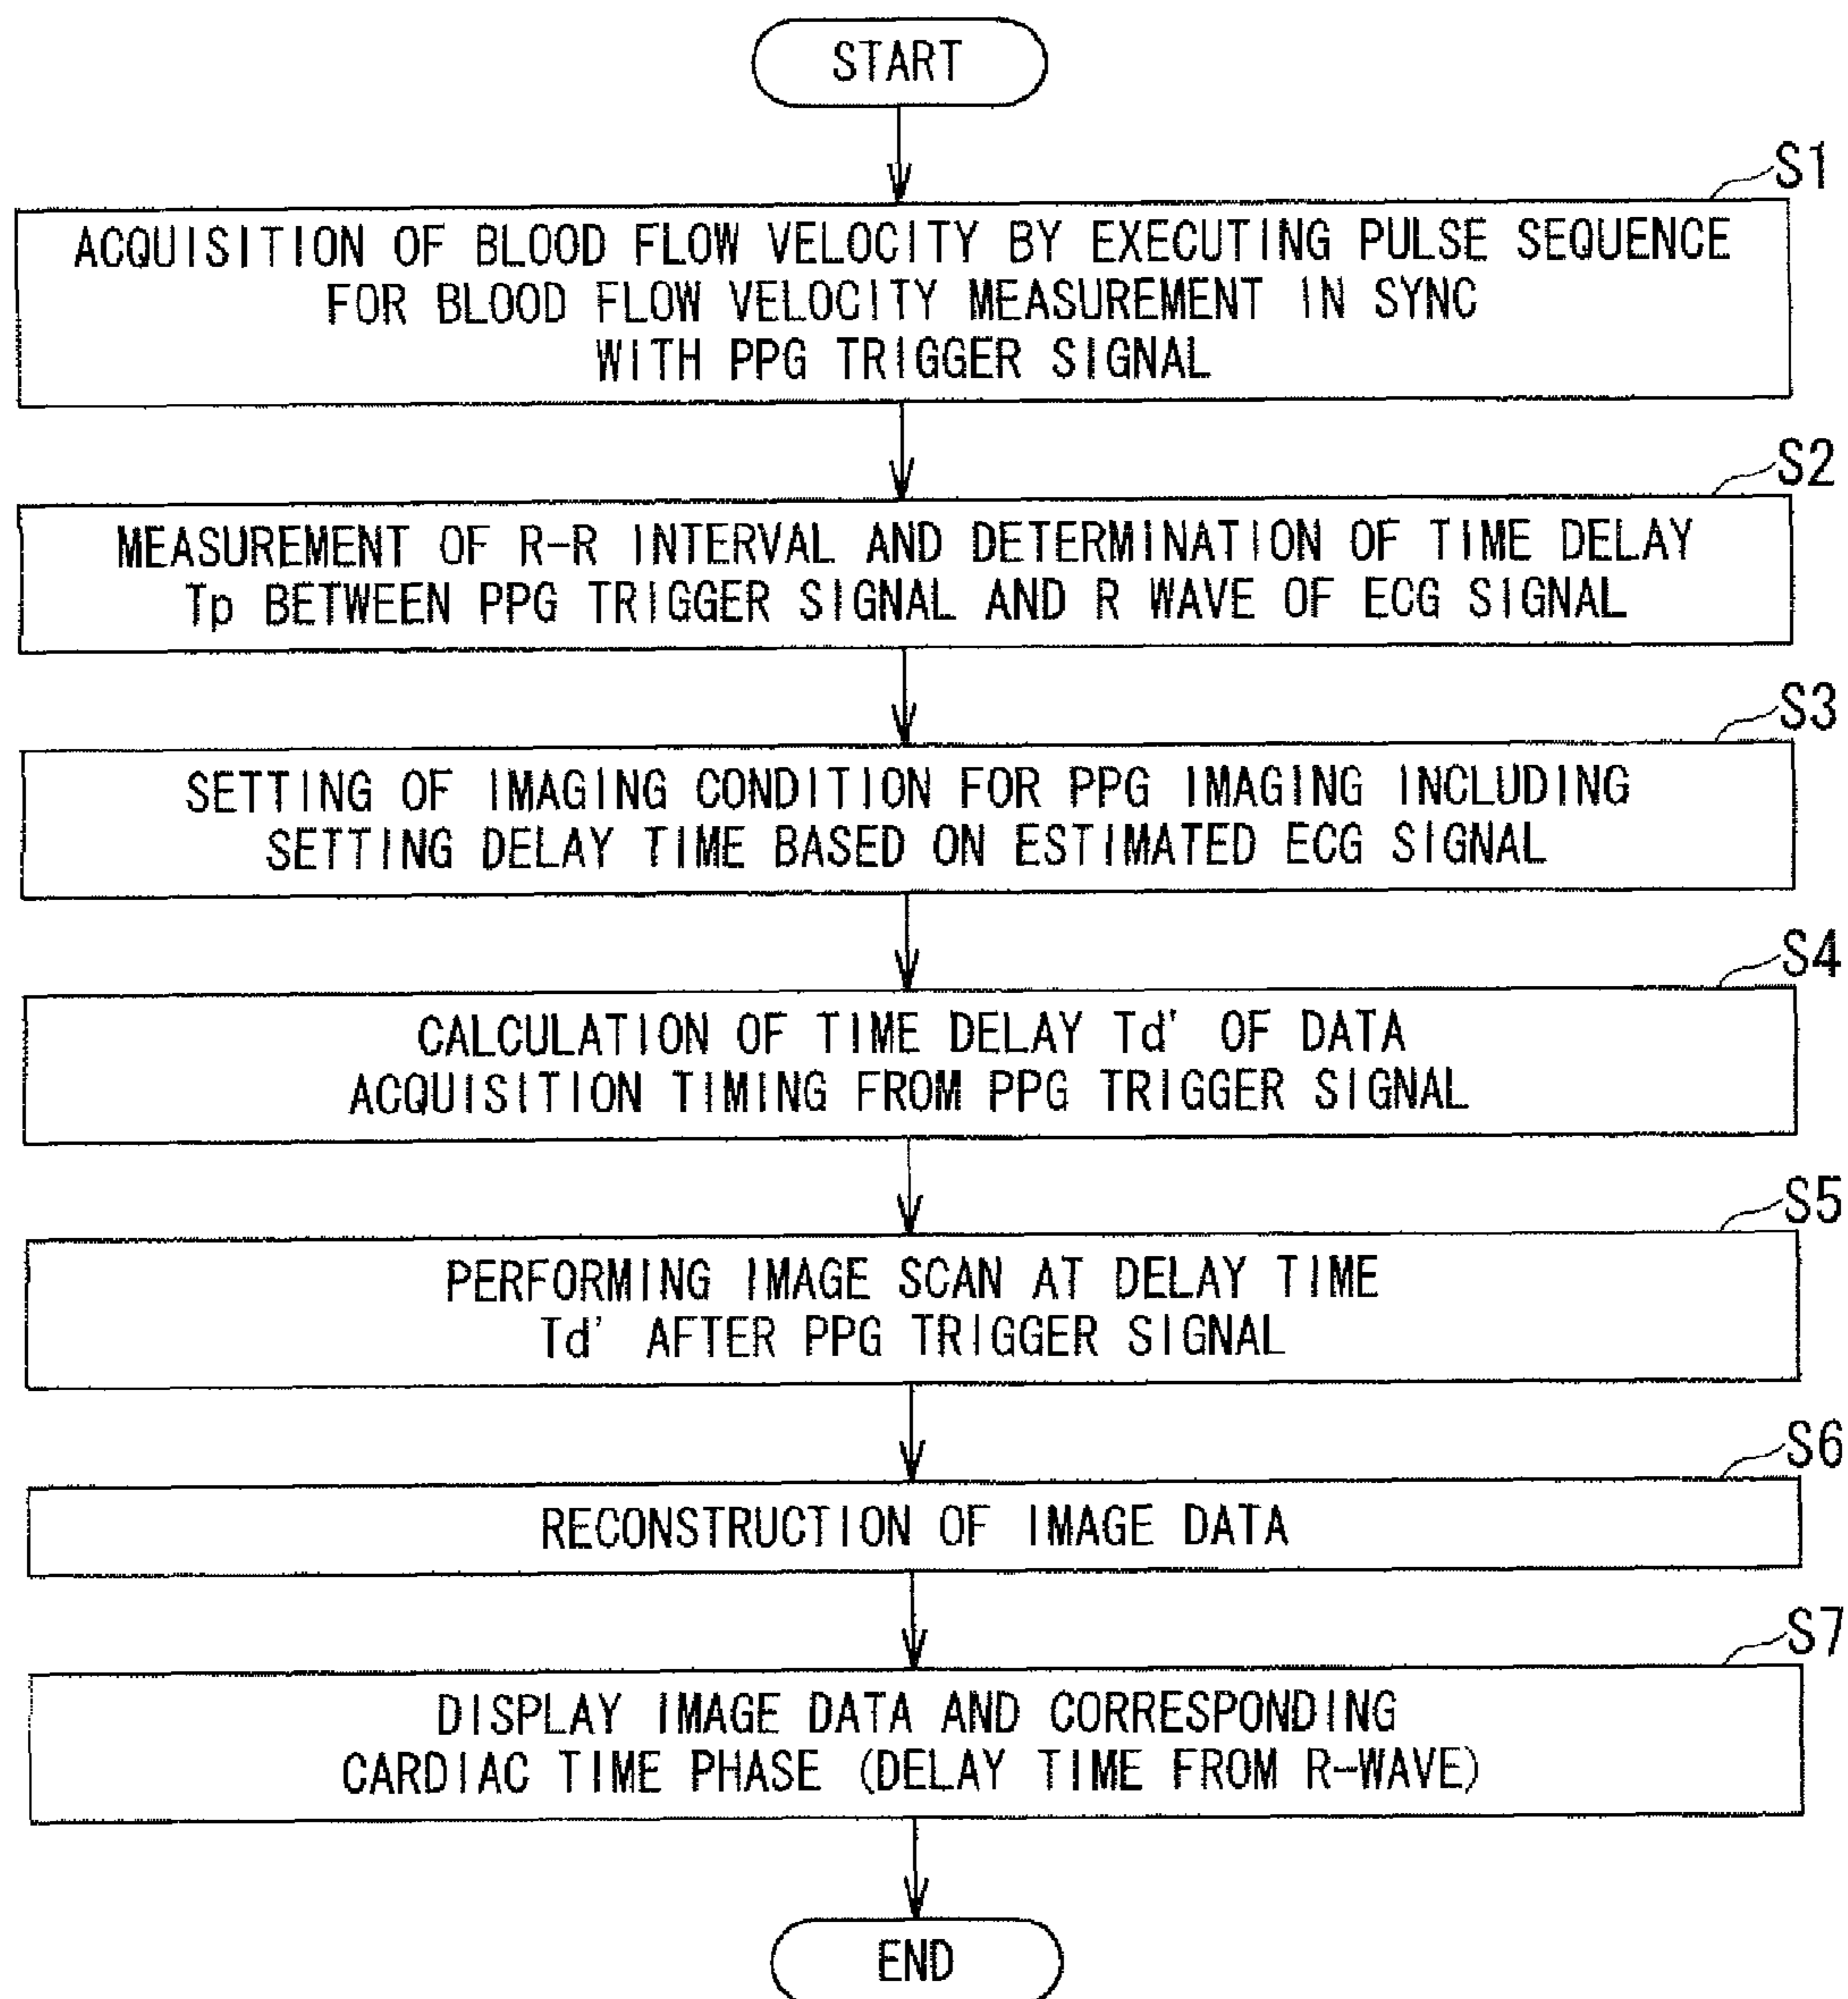 START
S1
ACQUISITION OF BLOOD FLOW VELOCITY BY EXECUTING PULSE SEQUENCE
FOR BLOOD FLOW VELOCITY MEASUREMENT IN SYNC
WITH PPG TRIGGER SIGNAL
S2
MEASUREMENT OF R-R INTERVAL AND DETERMINATION OF TIME DELAY
Tp BETWEEN PPG TRIGGER SIGNAL AND R WAVE OF ECG SIGNAL
S3
SETTING OF IMAGING CONDITION FOR PPG IMAGING INCLUDING
SETTING DELAY TIME BASED ON ESTIMATED ECG SIGNAL
S4
CALCULATION OF TIME DELAY Td' OF DATA
ACQUISITION TIMING FROM PPG TRIGGER SIGNAL
S5
PERFORMING IMAGE SCAN AT DELAY TIME
Td' AFTER PPG TRIGGER SIGNAL
S6
RECONSTRUCTION OF IMAGE DATA
S7
DISPLAY IMAGE DATA AND CORRESPONDING
CARDIAC TIME PHASE (DELAY TIME FROM R-WAVE)
END